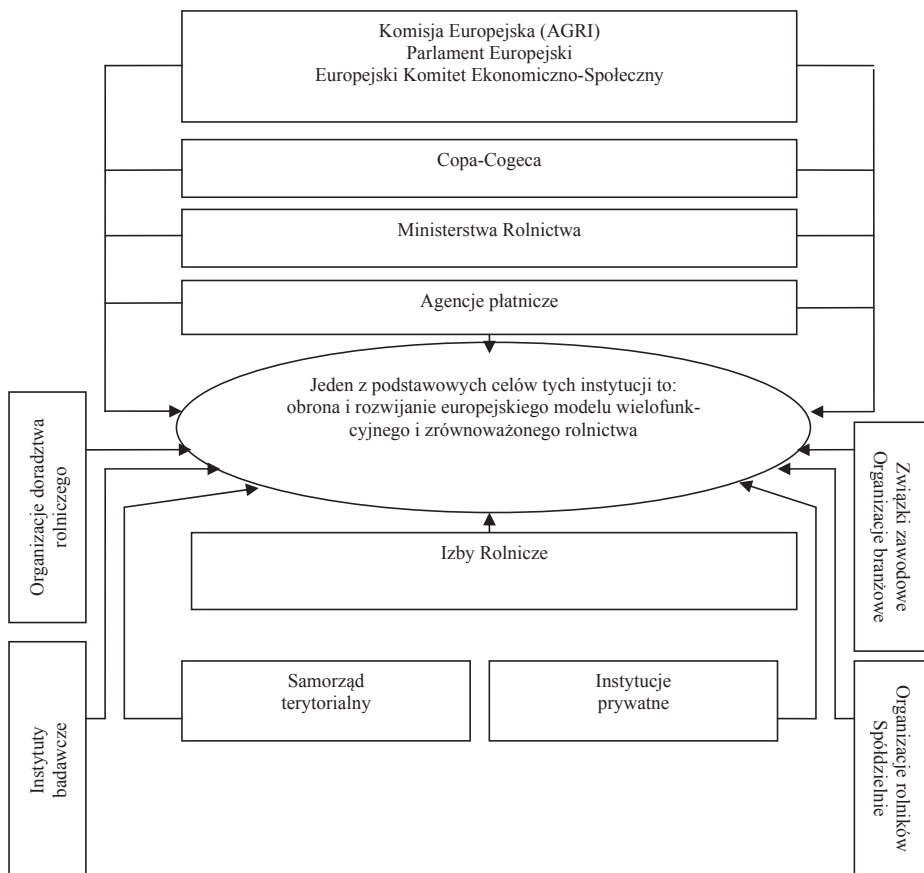 Komisja Europejska (AGRI)
Parlament Europejski
Europejski Komitet Ekonomiczno-Społeczny
Copa-Cogeca
Ministerstwa Rolnictwa
Agencje płatnicze
Jeden z podstawowych celów tych instytucji to:
obrona i rozwijanie europejskiego modelu wielofunk-
cyjnego i zrównoważonego rolnictwa
Organizacje doradztwa
rolniczego
Związki zawodowe
Organizacje branżowe
Izby Rolnicze
Instytuty
badawcze
Samorząd
terytorialny
Instytucje
prywatne
Organizacje rolników
Spółdzielnie